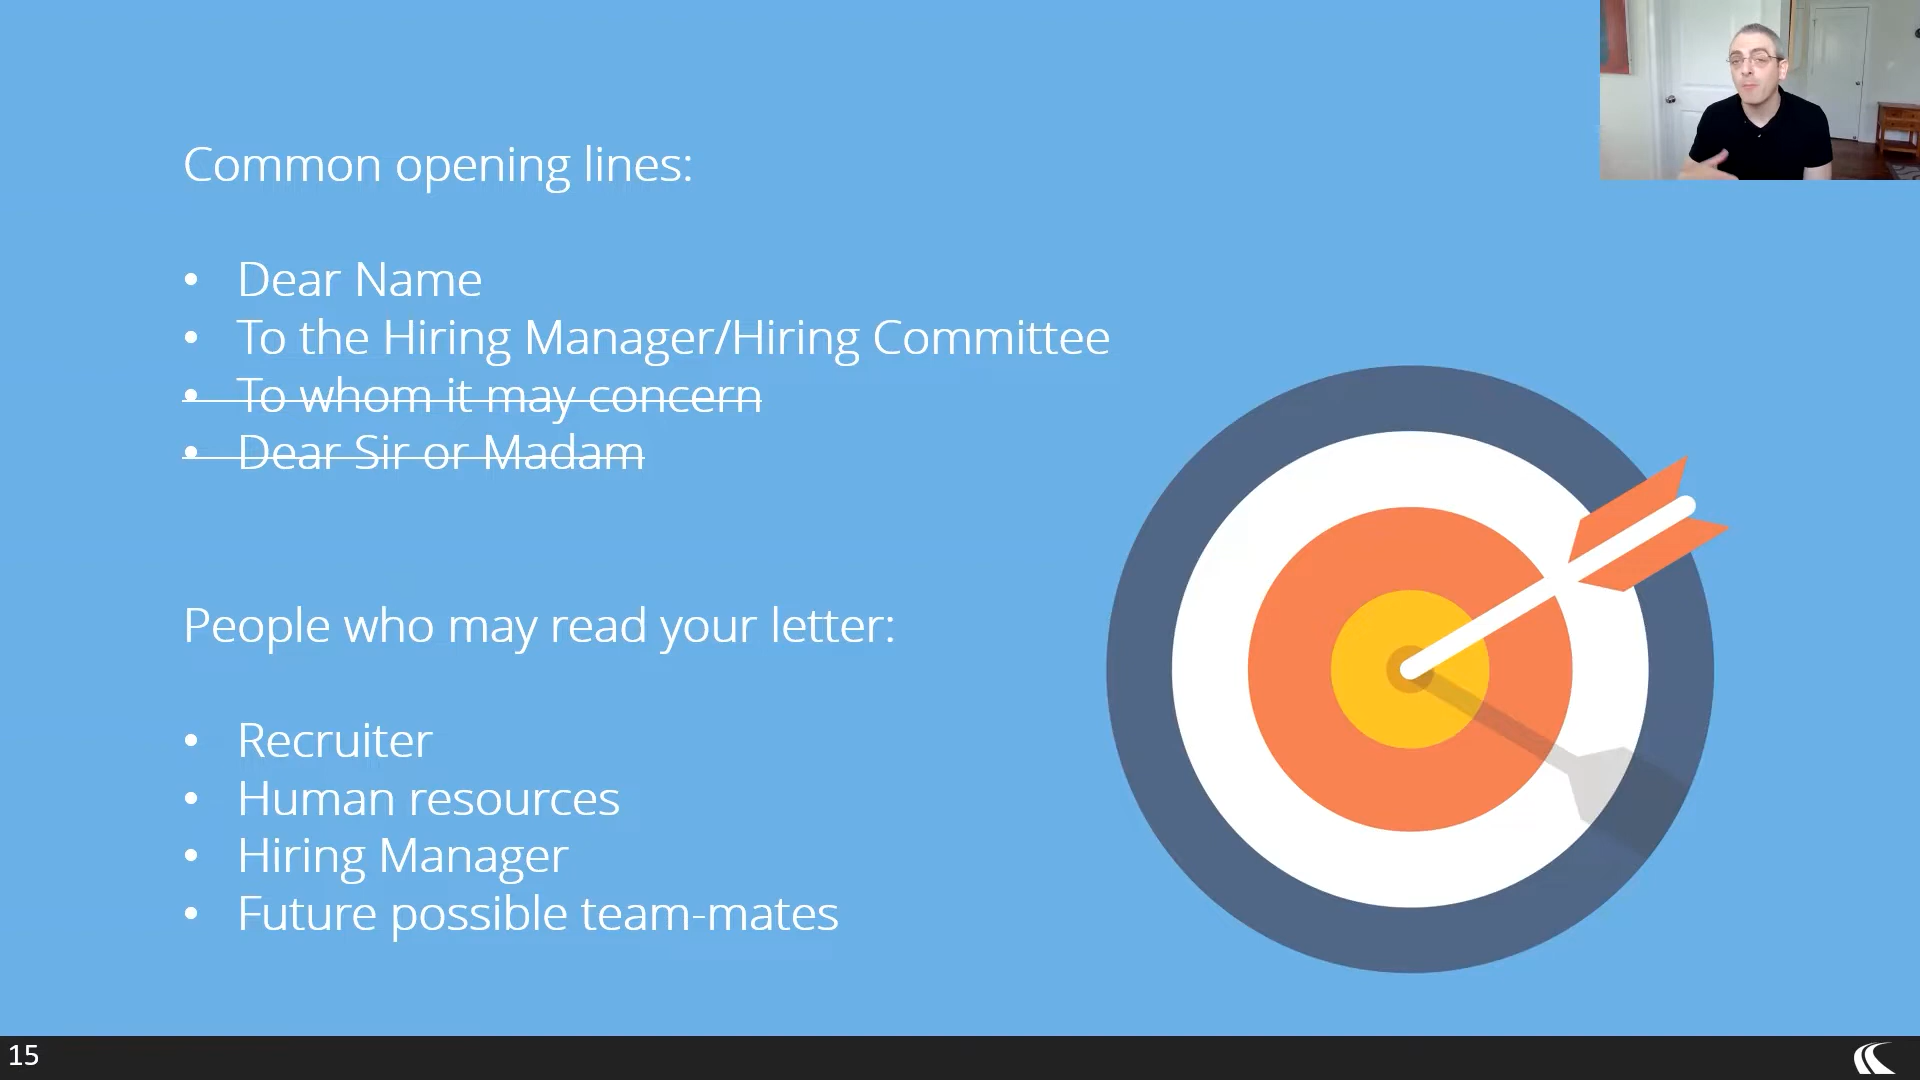 Common opening lines:
• Dear Name
• To the Hiring Manager/Hiring Committee
• To whom it may concern
• Dear Sir or Madam
People who may read your letter:
• Recruiter
• Human resources
• Hiring Manager
• Future possible team-mates
15